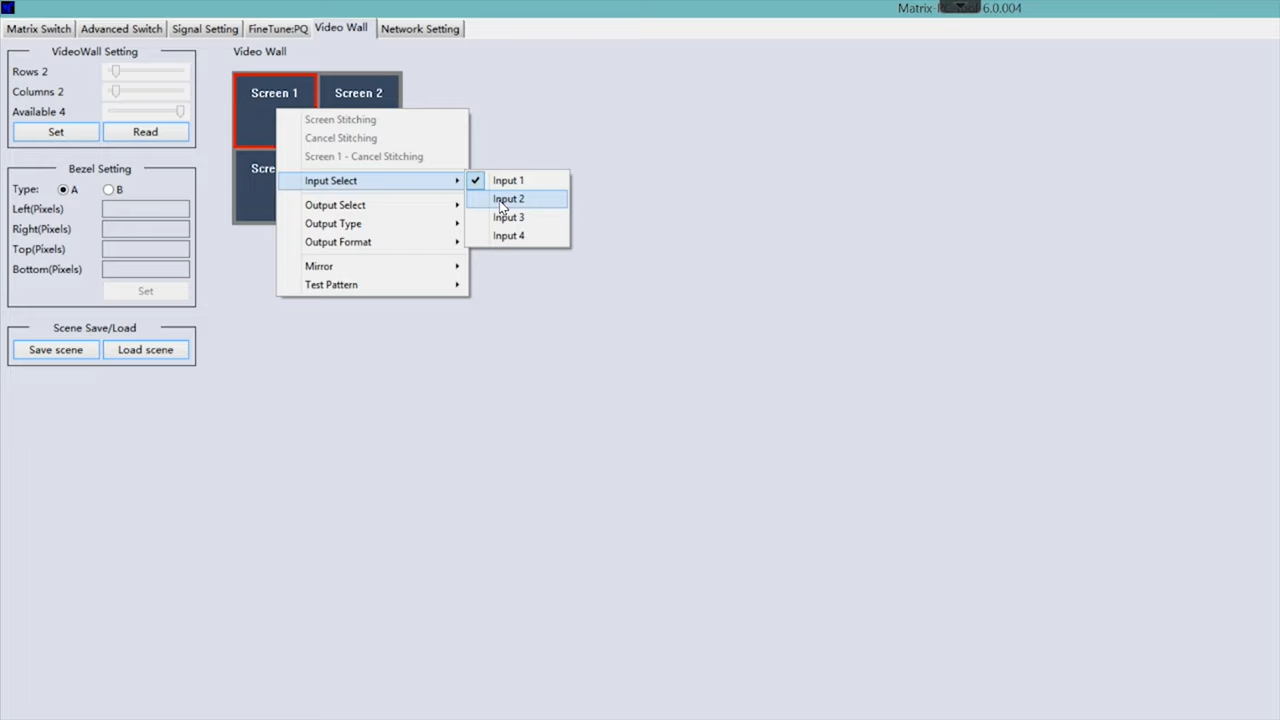 Matrix-PC Tool 6.0.004
Matrix Switch
Advanced Switch
Signal Setting
FineTune:PQ
Video Wall
Network Setting
VideoWall Setting
Rows 2
Columns 2
Available 4
Set
Read
Bezel Setting
Type:
A
B
Left(Pixels)
Right(Pixels)
Top(Pixels)
Bottom(Pixels)
Set
Scene Save/Load
Save scene
Load scene
Video Wall
Screen 1
Screen 2
Scree
Screen Stitching
Cancel Stitching
Screen 1 - Cancel Stitching
Input Select
Output Select
Output Type
Output Format
Mirror
Test Pattern
Input 1
Input 2
Input 3
Input 4